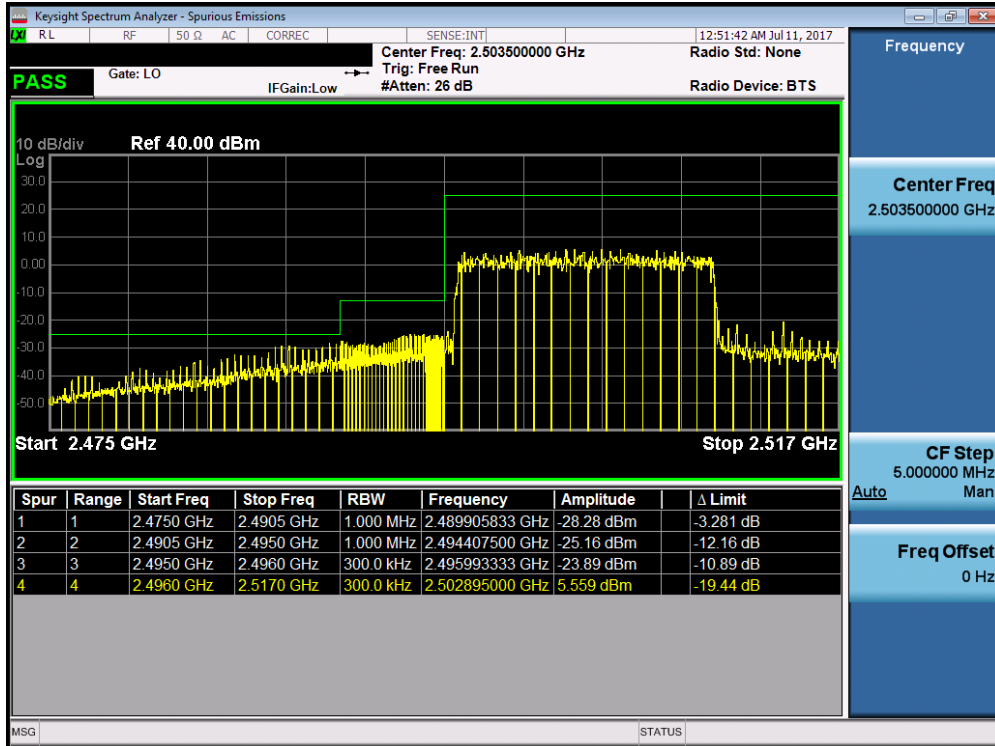 Keysight Spectrum Analyzer - Spurious Emissions
LXI RL RF 50 Ω AC CORREC SENSE:INT 12:51:42 AM Jul 11, 2017
Center Freq: 2.503500000 GHz Radio Std: None
Trig: Free Run
PASS Gate: LO IFGain:Low #Atten: 26 dB Radio Device: BTS
Frequency
10 dB/div Ref 40.00 dBm
Log
30.0
20.0
10.0
0.00
-10.0
-20.0
-30.0
-40.0
-50.0
Start 2.475 GHz Stop 2.517 GHz
Center Freq
2.503500000 GHz
CF Step
5.000000 MHz
Auto Man
Freq Offset
0 Hz
Spur Range Start Freq Stop Freq RBW Frequency Amplitude Δ Limit
1 1 2.4750 GHz 2.4905 GHz 1.000 MHz 2.489905833 GHz -28.28 dBm -3.281 dB
2 2 2.4905 GHz 2.4950 GHz 1.000 MHz 2.494407500 GHz -25.16 dBm -12.16 dB
3 3 2.4950 GHz 2.4960 GHz 300.0 kHz 2.495993333 GHz -23.89 dBm -10.89 dB
4 4 2.4960 GHz 2.5170 GHz 300.0 kHz 2.502895000 GHz 5.559 dBm -19.44 dB
MSG STATUS